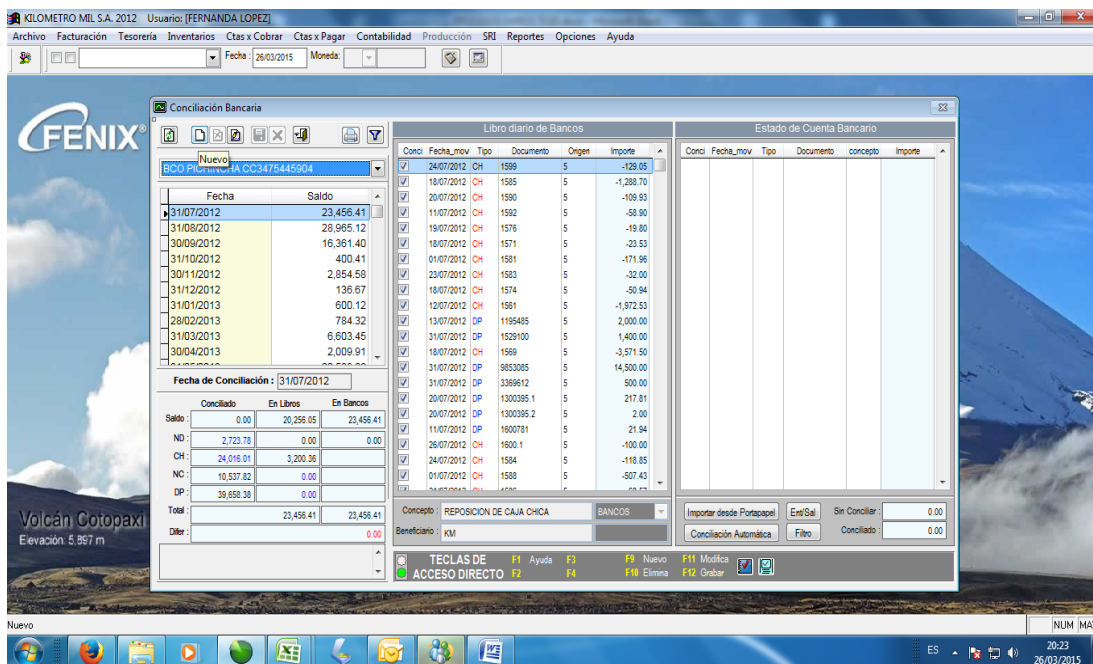 KILOMETRO MIL S.A. 2012 Usuario: [FERNANDA LOPEZ]
Archivo Facturación Tesorería Inventarios Ctas x Cobrar Ctas x Pagar Contabilidad Producción SRI Reportes Opciones Ayuda
Fecha : 26/03/2015 Moneda:
FENIX®
Volcán Cotopaxi
Elevación: 5.897 m
Conciliación Bancaria
Nuevo
BCO PICHINCHA CC3475445904
Fecha Saldo
31/07/2012 23,456.41
31/08/2012 28,965.12
30/09/2012 16,361.40
31/10/2012 400.41
30/11/2012 2,854.58
31/12/2012 136.67
31/01/2013 600.12
28/02/2013 784.32
31/03/2013 6,603.45
30/04/2013 2,009.91
Fecha de Conciliación : 31/07/2012
Conciliado En Libros En Bancos
Saldo : 0.00 20,256.05 23,456.41
ND : 2,723.78 0.00 0.00
CH : 24,016.01 3,200.36
NC : 10,537.82 0.00
DP : 39,658.38 0.00
Total : 23,456.41 23,456.41
Difer : 0.00
Libro diario de Bancos
Conci Fecha_mov Tipo Documento Origen Importe
24/07/2012 CH 1599 5 -129.05
18/07/2012 CH 1585 5 -1,288.70
20/07/2012 CH 1590 5 -109.93
11/07/2012 CH 1592 5 -58.90
19/07/2012 CH 1576 5 -19.80
18/07/2012 CH 1571 5 -23.53
01/07/2012 CH 1581 5 -171.96
23/07/2012 CH 1583 5 -32.00
18/07/2012 CH 1574 5 -50.94
12/07/2012 CH 1561 5 -1,972.53
13/07/2012 DP 1195485 5 2,000.00
31/07/2012 DP 1529100 5 1,400.00
18/07/2012 CH 1569 5 -3,571.50
31/07/2012 DP 9853085 5 14,500.00
31/07/2012 DP 3369612 5 500.00
20/07/2012 DP 1300395.1 5 217.81
20/07/2012 DP 1300395.2 5 2.00
11/07/2012 DP 1600781 5 21.94
26/07/2012 CH 1600.1 5 -100.00
24/07/2012 CH 1584 5 -118.85
01/07/2012 CH 1588 5 -507.43
Concepto : REPOSICION DE CAJA CHICA BANCOS
Beneficiario : KM
Estado de Cuenta Bancario
Conci Fecha_mov Tipo Documento concepto Importe
Importar desde Portapapel Ent/Sal Sin Conciliar : 0.00
Conciliación Automática Filtro Conciliado : 0.00
TECLAS DE ACCESO DIRECTO
F1 Ayuda F3 F9 Nuevo F11 Modifica
F2 F4 F10 Elimina F12 Grabar
Nuevo
NUM
ES 20:23
26/03/2015